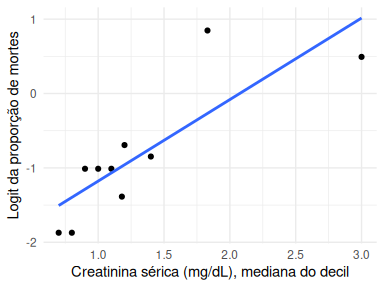 Logit da proporção de mortes
1
0
-1
-2
1.0 1.5 2.0 2.5 3.0
Creatinina sérica (mg/dL), mediana do decil